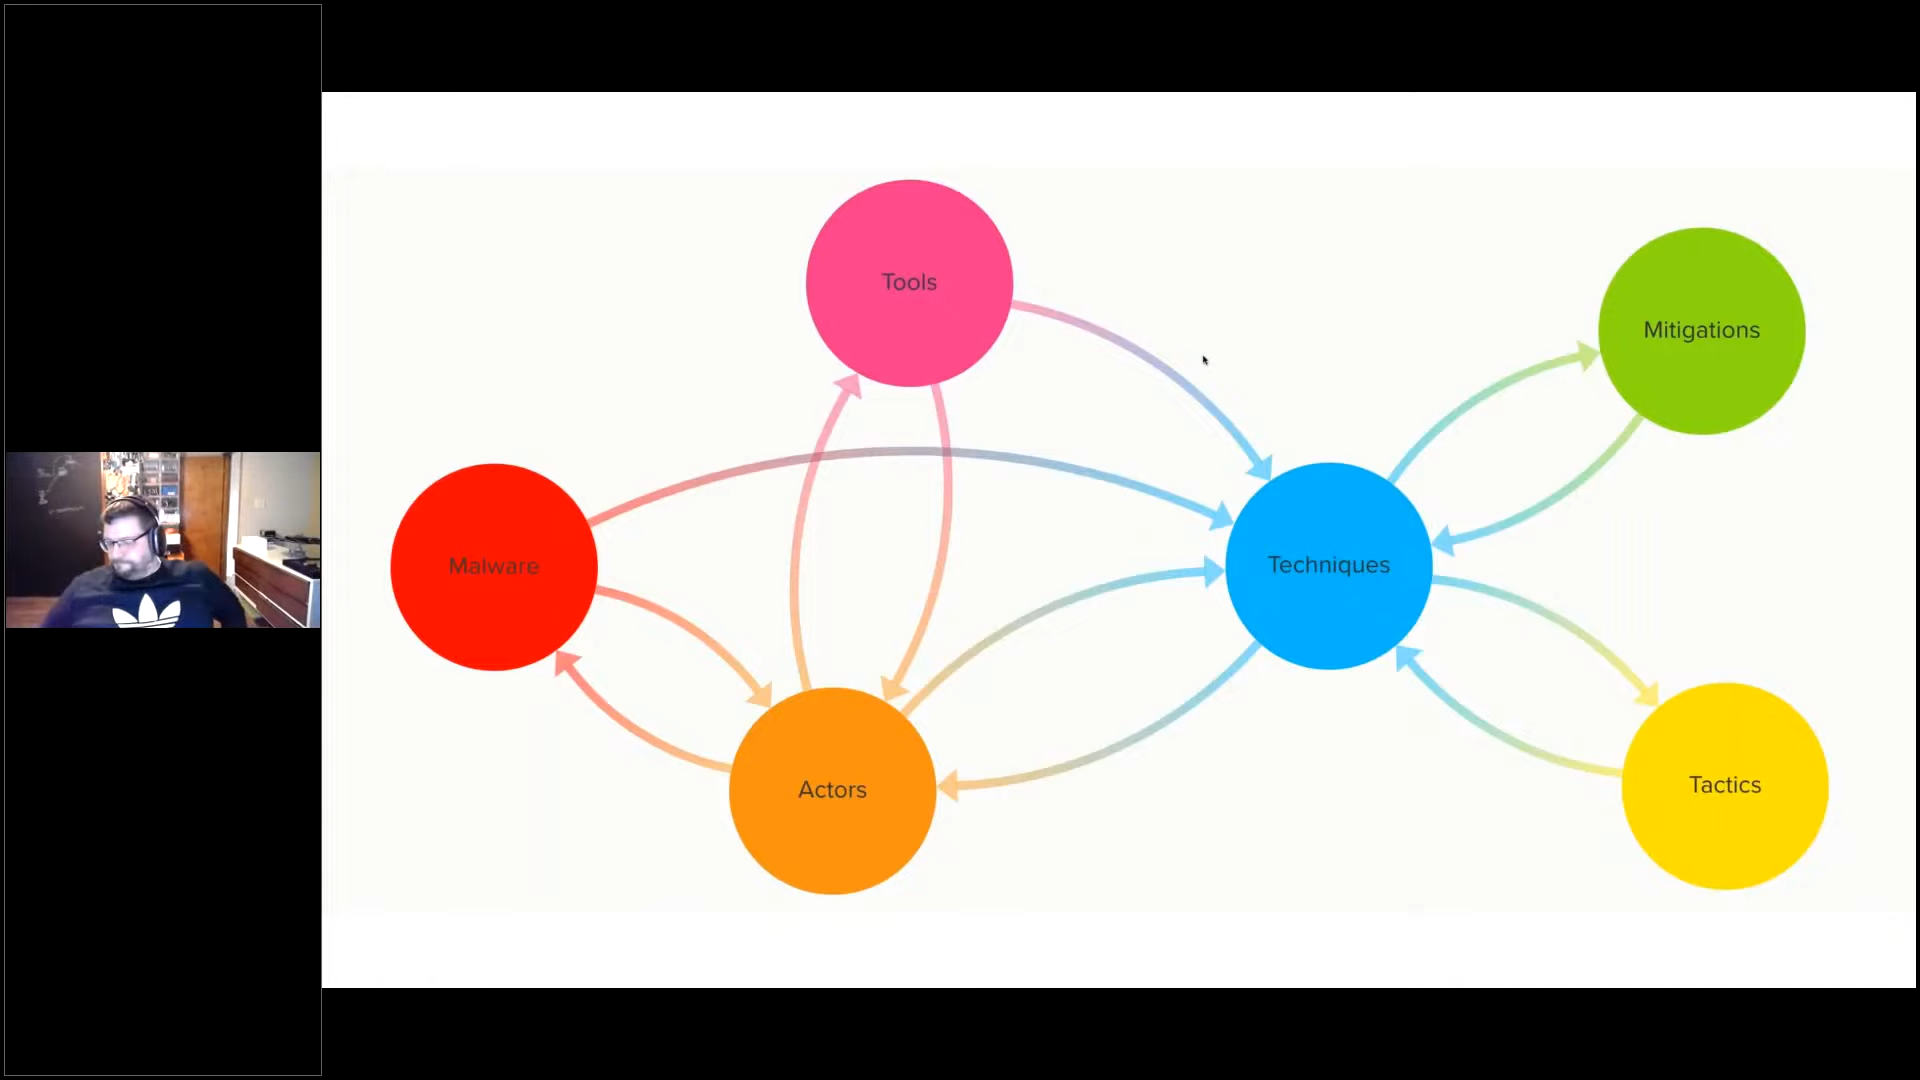 Tools
Mitigations
Malware
Techniques
Actors
Tactics